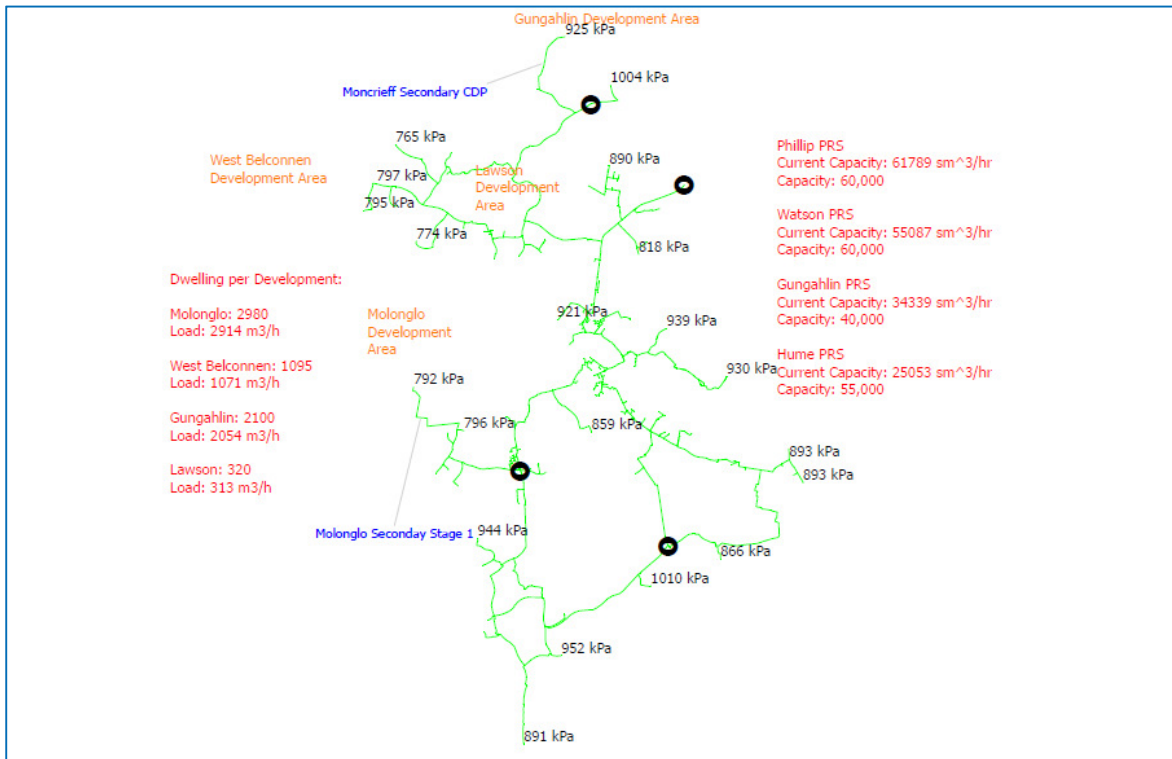 Gungahlin Development Area
925 kPa
1004 kPa
Moncrieff Secondary CDP
765 kPa
West Belconnen
Development Area
797 kPa
795 kPa
774 kPa
Lawson
Development
Area
890 kPa
818 kPa
Phillip PRS
Current Capacity: 61789 sm^3/hr
Capacity: 60,000
Watson PRS
Current Capacity: 55087 sm^3/hr
Capacity: 60,000
Gungahlin PRS
Current Capacity: 34339 sm^3/hr
Capacity: 40,000
Hume PRS
Current Capacity: 25053 sm^3/hr
Capacity: 55,000
Dwelling per Development:
Molonglo: 2980
Load: 2914 m3/h
West Belconnen: 1095
Load: 1071 m3/h
Gungahlin: 2100
Load: 2054 m3/h
Lawson: 320
Load: 313 m3/h
Molonglo
Development
Area
921 kPa
939 kPa
930 kPa
792 kPa
796 kPa
859 kPa
893 kPa
893 kPa
Molonglo Seconday Stage 1
944 kPa
866 kPa
1010 kPa
952 kPa
891 kPa